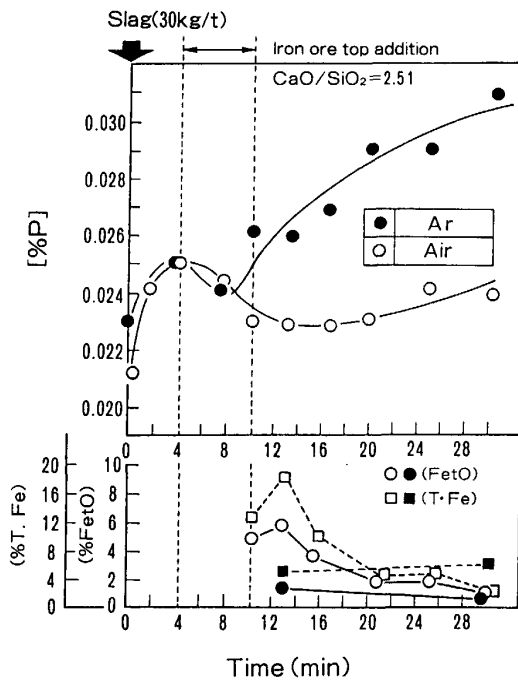 Slag(30kg/t)
Iron ore top addition
CaO/SiO₂=2.51
[%P]
0.030
0.028
0.026
0.024
0.022
0.020
● Ar
○ Air
0 4 8 12 16 20 24 28
(%T. Fe)
(%FetO)
20 10
16 8
12 6
8 4
4 2
0 0
(FetO)
(T·Fe)
0 4 8 12 16 20 24 28
Time (min)